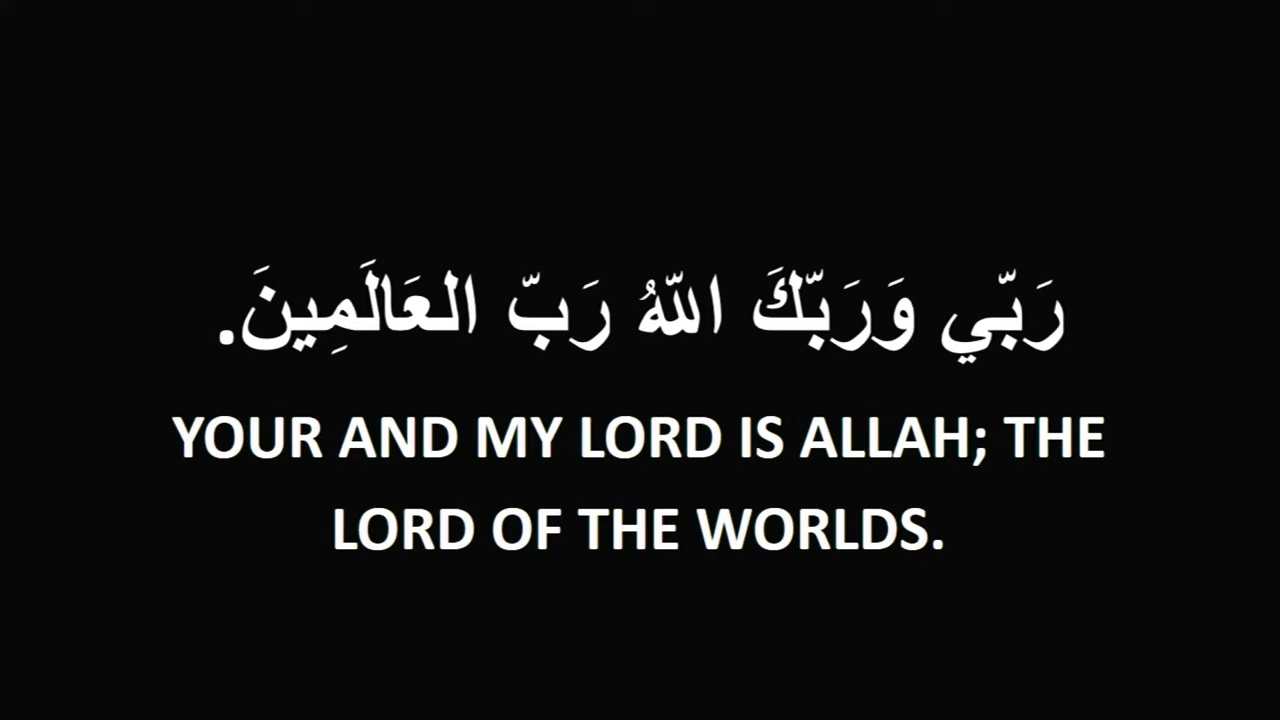 رَبّي وَرَبّكَ اللّهُ رَبّ العَالَمِينَ.
YOUR AND MY LORD IS ALLAH; THE
LORD OF THE WORLDS.